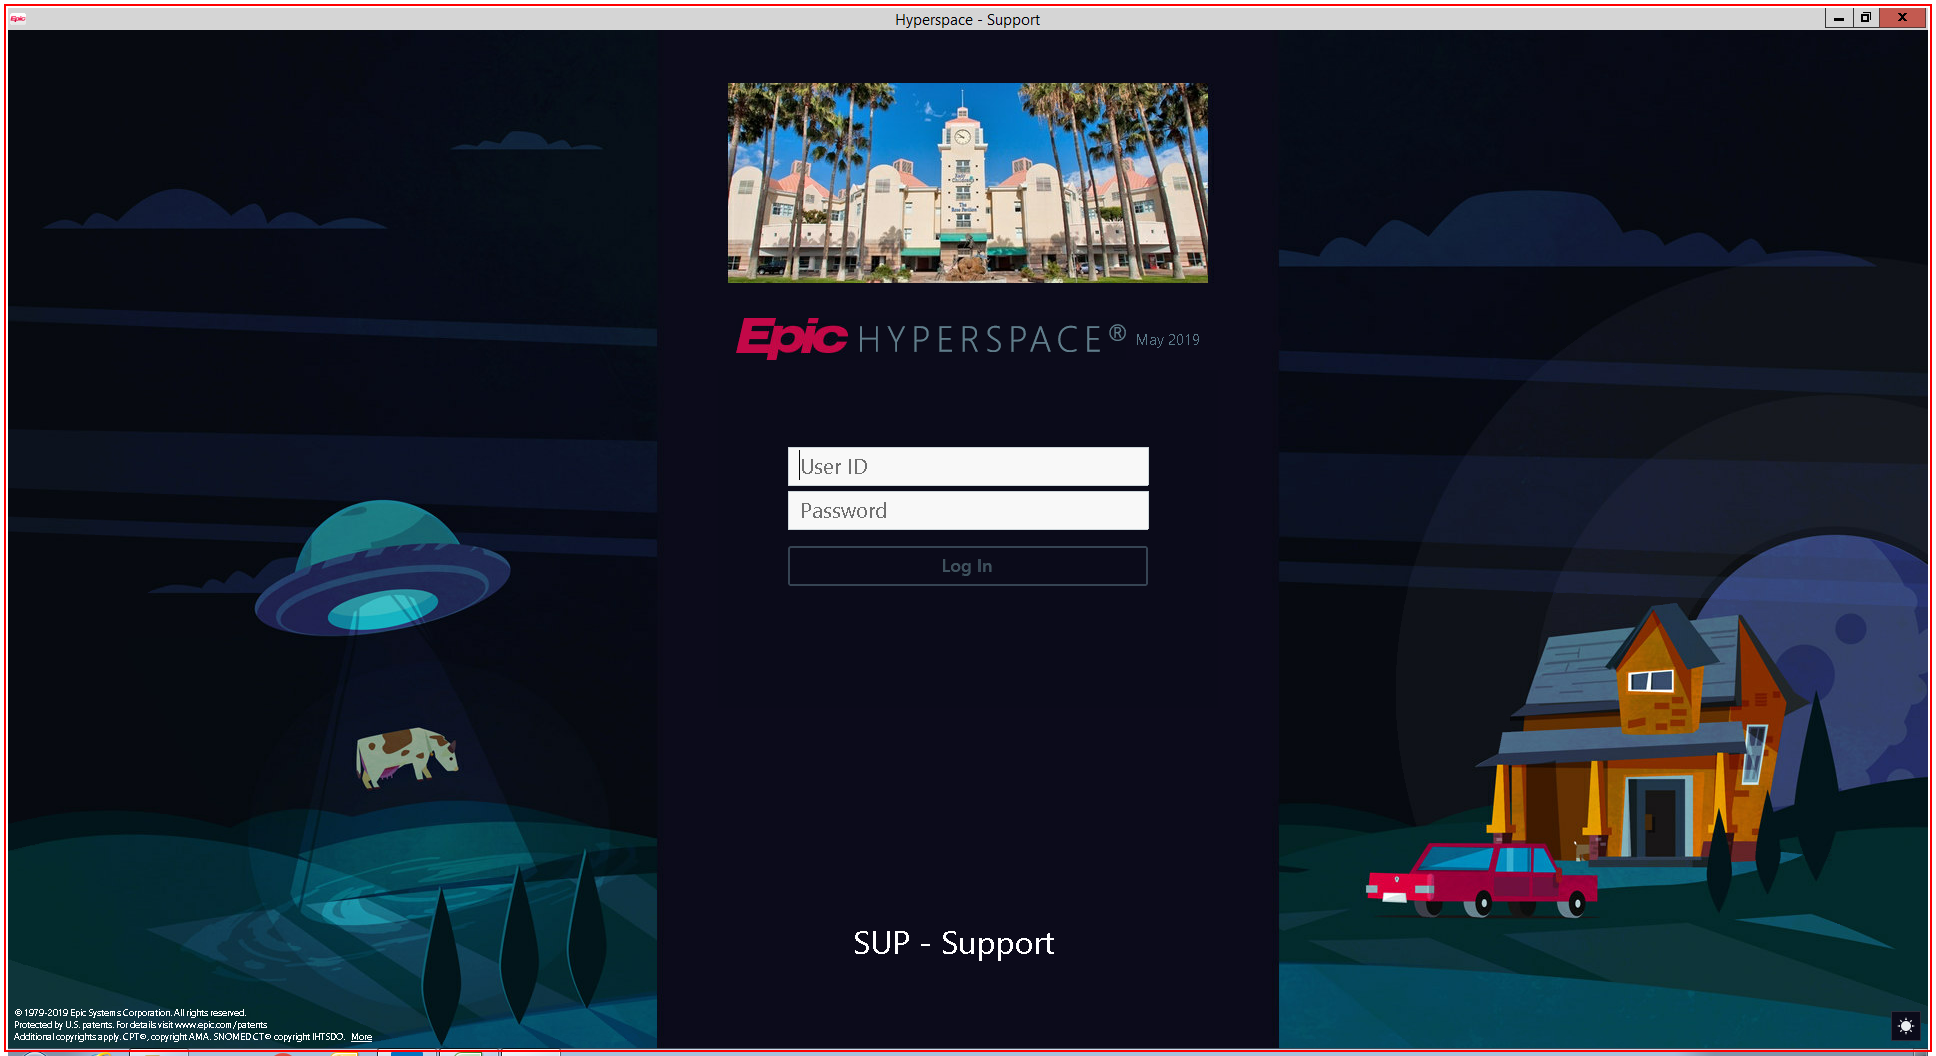 Epic
Hyperspace - Support
The
Epic HYPERSPACE® May 2019
User ID
Password
Log In
SUP - Support
© 1979-2019 Epic Systems Corporation. All rights reserved.
Protected by U.S. patents. For details visit www.epic.com/patents
Additional copyrights apply. CPT©, copyright AMA. SNOMED CT© copyright IHTSDO. More